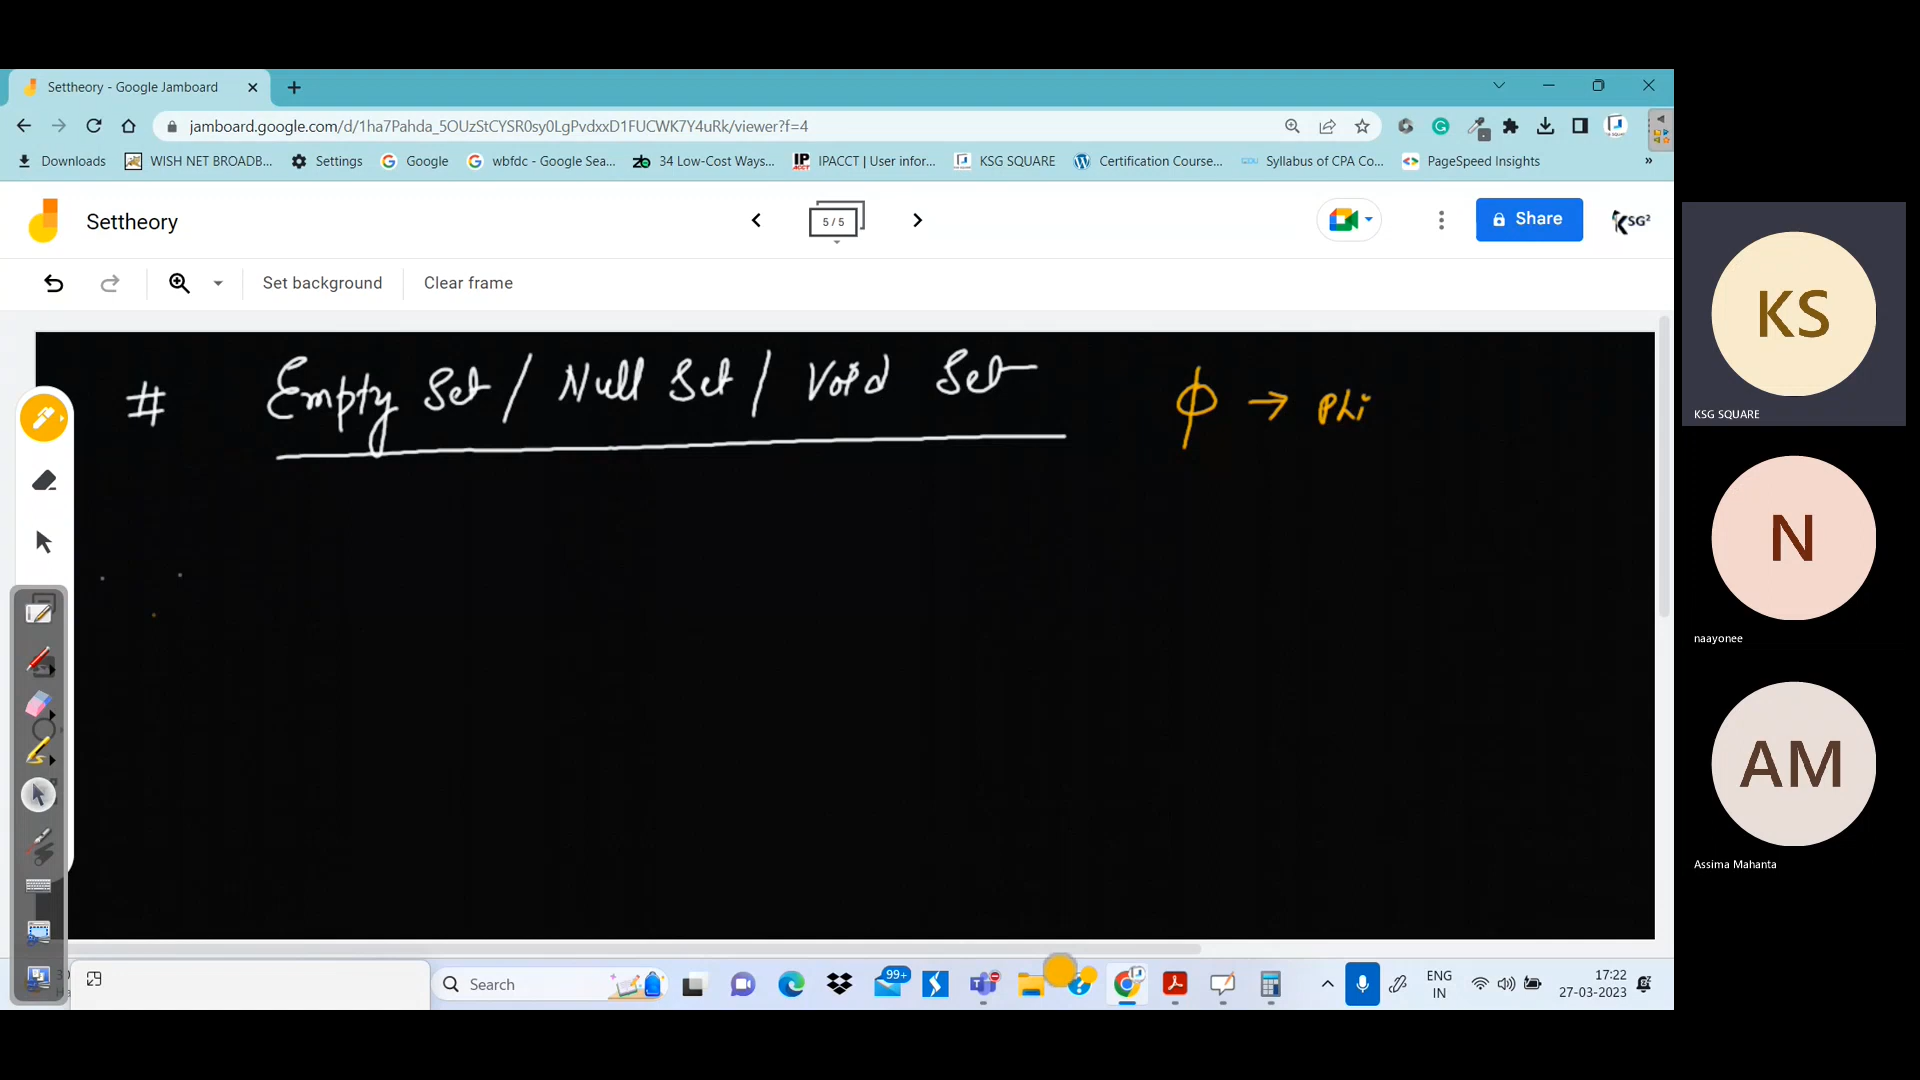 Settheory - Google Jamboard
jamboard.google.com/d/1ha7Pahda_5OUzStCYSR0sy0LgPvdxxD1FUCWK7Y4uRk/viewer?f=4
Downloads WISH NET BROADB... Settings Google wbfdc - Google Sea... 34 Low-Cost Ways... IPACCT | User infor... KSG SQUARE Certification Course... Syllabus of CPA Co... PageSpeed Insights »
Settheory
5 / 5
Share
KSG²
Set background
Clear frame
# Empty Set / Null Set / Void Set ϕ → Phi
KS
KSG SQUARE
N
naayonee
AM
Assima Mahanta
Search
99+
ENG
IN
17:22
27-03-2023